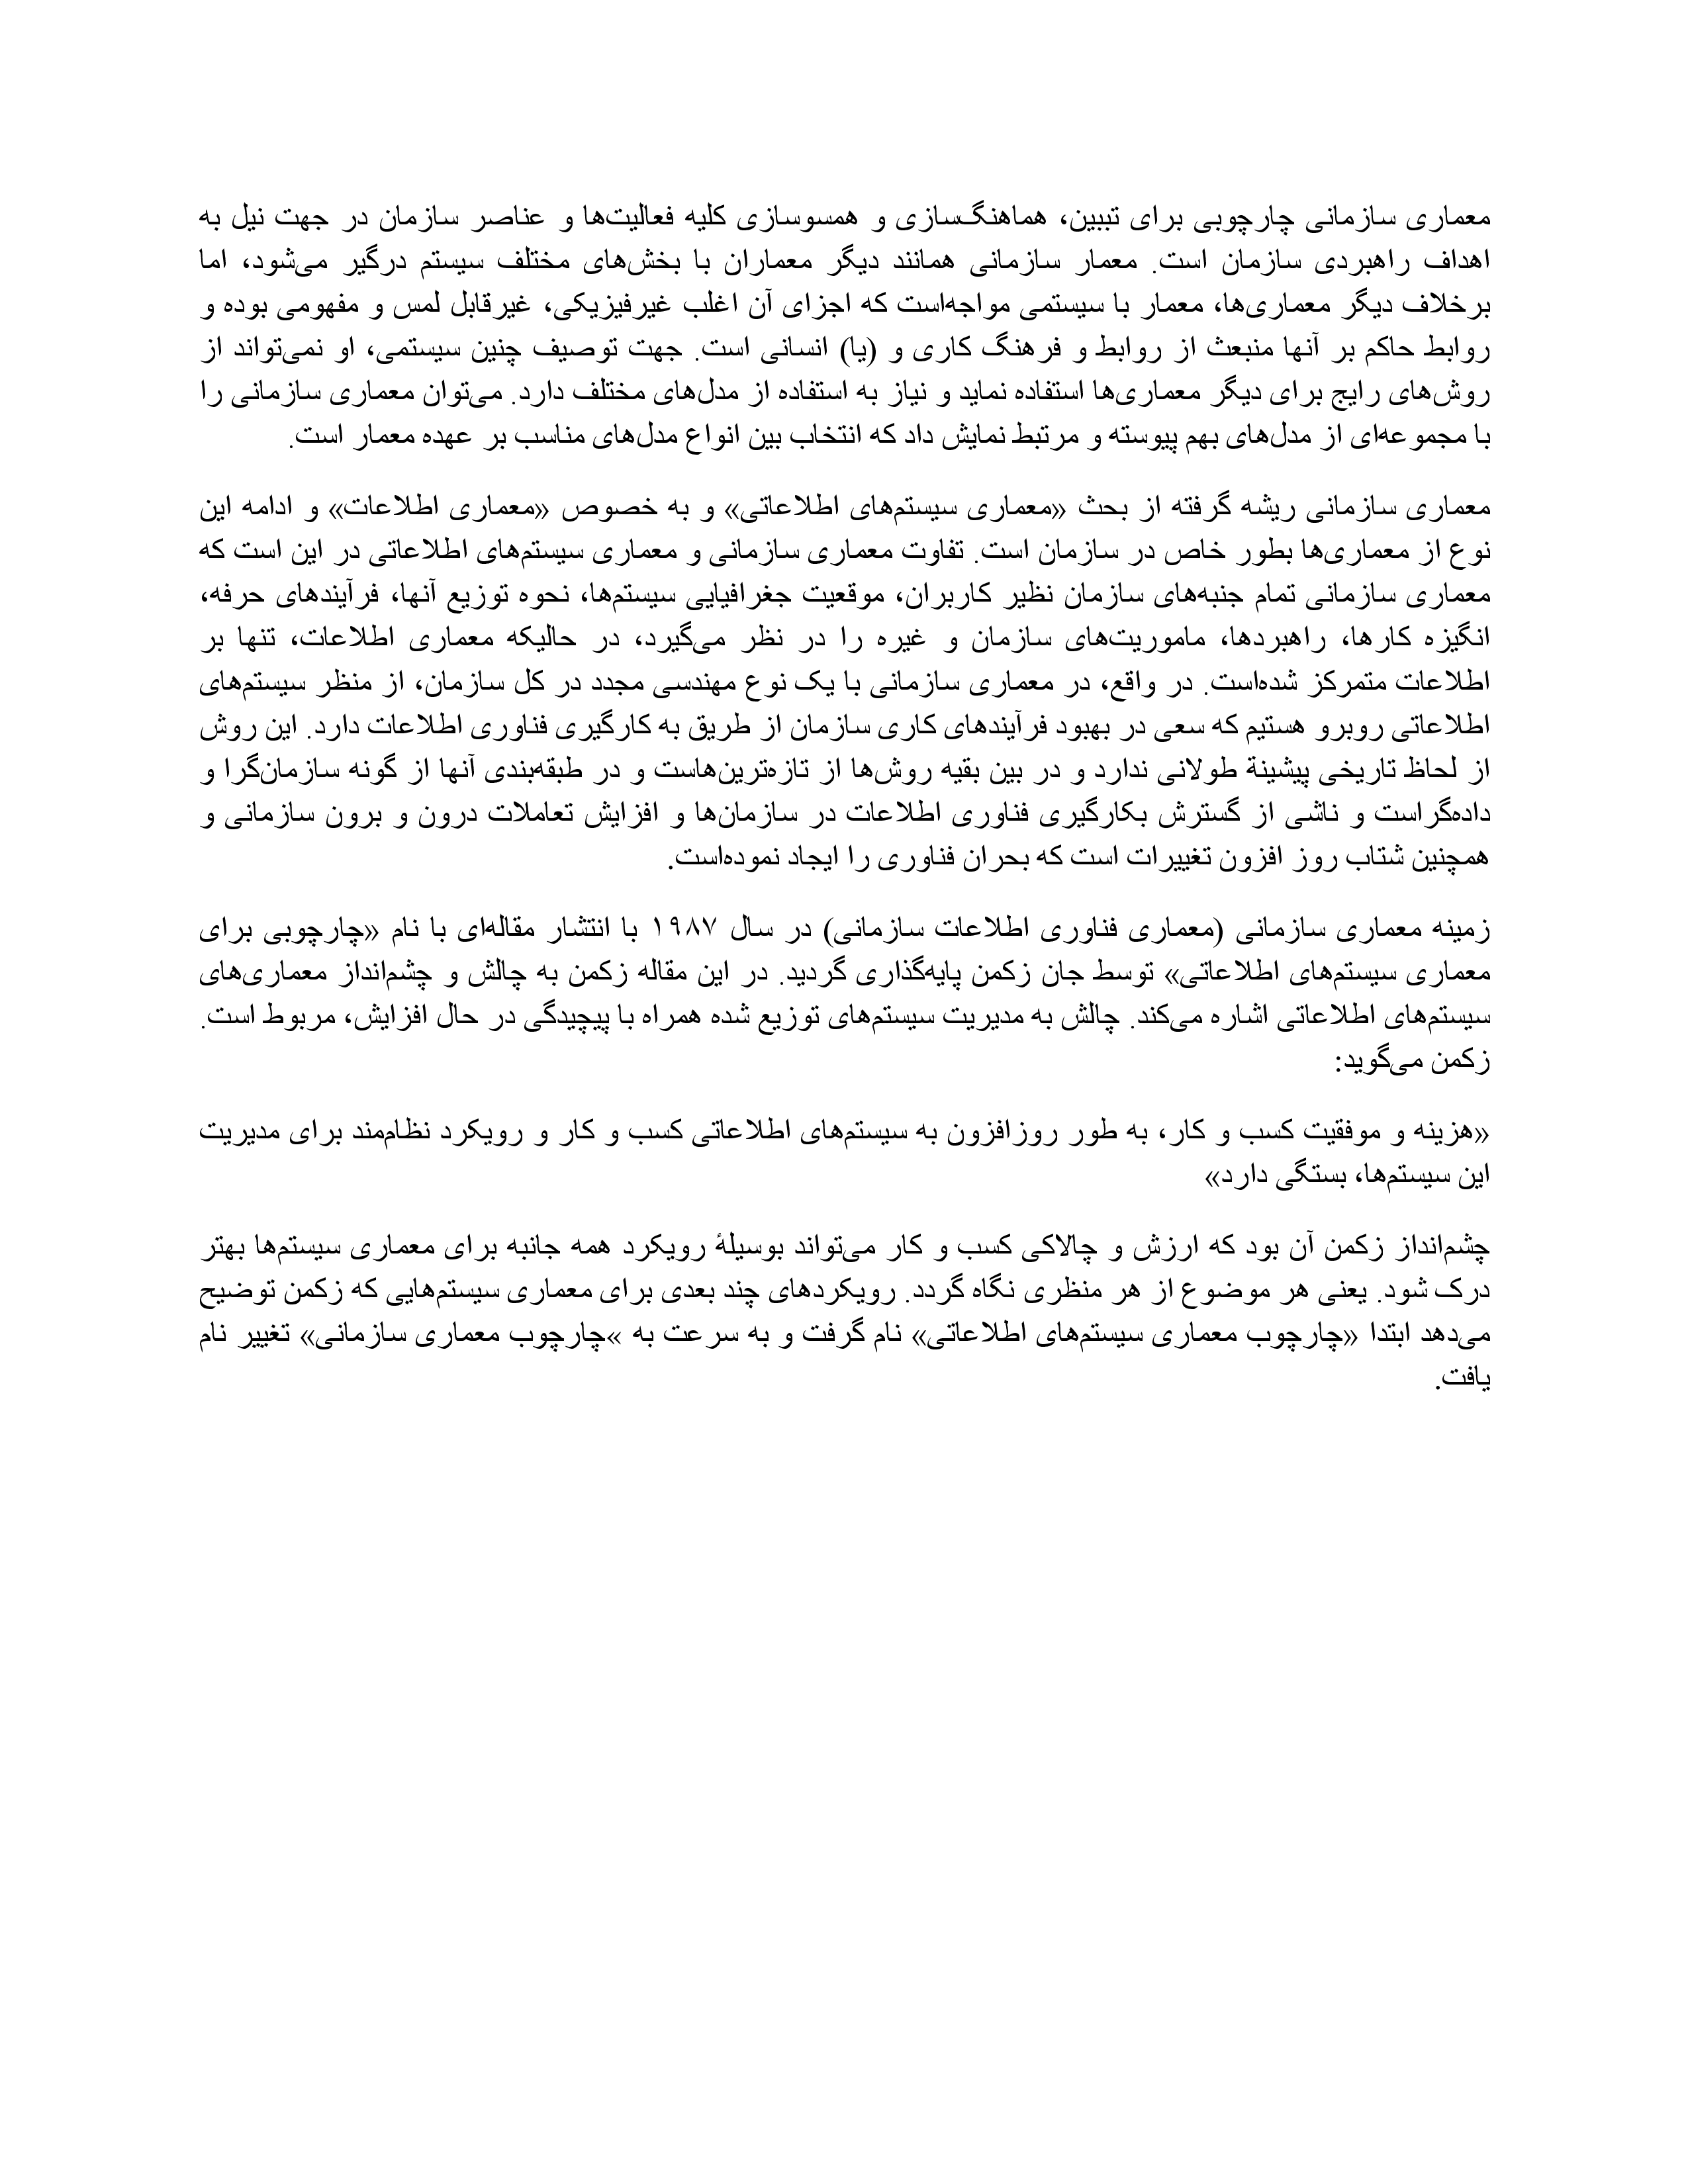 معماری سازمانی چارچوبی برای تبیین، هماهنگ‌سازی و همسوسازی کلیه فعالیت‌ها و عناصر سازمان در جهت نیل به
اهداف راهبردی سازمان است. معمار سازمانی همانند دیگر معماران با بخش‌های مختلف سیستم درگیر می‌شود، اما
برخلاف دیگر معماری‌ها، معمار با سیستمی مواجه‌است که اجزای آن اغلب غیرفیزیکی، غیرقابل لمس و مفهومی بوده و
روابط حاکم بر آنها منبعث از روابط و فرهنگ کاری و (یا) انسانی است. جهت توصیف چنین سیستمی، او نمی‌تواند از
روش‌های رایج برای دیگر معماری‌ها استفاده نماید و نیاز به استفاده از مدل‌های مختلف دارد. می‌توان معماری سازمانی را
با مجموعه‌ای از مدل‌های بهم پیوسته و مرتبط نمایش داد که انتخاب بین انواع مدل‌های مناسب بر عهده معمار است.
معماری سازمانی ریشه گرفته از بحث «معماری سیستم‌های اطلاعاتی» و به خصوص «معماری اطلاعات» و ادامه این
نوع از معماری‌ها بطور خاص در سازمان است. تفاوت معماری سازمانی و معماری سیستم‌های اطلاعاتی در این است که
معماری سازمانی تمام جنبه‌های سازمان نظیر کاربران، موقعیت جغرافیایی سیستم‌ها، نحوه توزیع آنها، فرآیندهای حرفه،
انگیزه کارها، راهبردها، ماموریت‌های سازمان و غیره را در نظر می‌گیرد، در حالیکه معماری اطلاعات، تنها بر
اطلاعات متمرکز شده‌است. در واقع، در معماری سازمانی با یک نوع مهندسی مجدد در کل سازمان، از منظر سیستم‌های
اطلاعاتی روبرو هستیم که سعی در بهبود فرآیندهای کاری سازمان از طریق به کارگیری فناوری اطلاعات دارد. این روش
از لحاظ تاریخی پیشینة طولانی ندارد و در بین بقیه روش‌ها از تازه‌ترین‌هاست و در طبقه‌بندی آنها از گونه سازمان‌گرا و
داده‌گراست و ناشی از گسترش بکارگیری فناوری اطلاعات در سازمان‌ها و افزایش تعاملات درون و برون سازمانی و
همچنین شتاب روز افزون تغییرات است که بحران فناوری را ایجاد نموده‌است.
زمینه معماری سازمانی (معماری فناوری اطلاعات سازمانی) در سال ۱۹۸۷ با انتشار مقاله‌ای با نام «چارچوبی برای
معماری سیستم‌های اطلاعاتی» توسط جان زکمن پایه‌گذاری گردید. در این مقاله زکمن به چالش و چشم‌انداز معماری‌های
سیستم‌های اطلاعاتی اشاره می‌کند. چالش به مدیریت سیستم‌های توزیع شده همراه با پیچیدگی در حال افزایش، مربوط است.
زکمن می‌گوید:
«هزینه و موفقیت کسب و کار، به طور روزافزون به سیستم‌های اطلاعاتی کسب و کار و رویکرد نظام‌مند برای مدیریت
این سیستم‌ها، بستگی دارد»
چشم‌انداز زکمن آن بود که ارزش و چالاکی کسب و کار می‌تواند بوسیلهٔ رویکرد همه جانبه برای معماری سیستم‌ها بهتر
درک شود. یعنی هر موضوع از هر منظری نگاه گردد. رویکردهای چند بعدی برای معماری سیستم‌هایی که زکمن توضیح
می‌دهد ابتدا «چارچوب معماری سیستم‌های اطلاعاتی» نام گرفت و به سرعت به »چارچوب معماری سازمانی» تغییر نام
یافت.